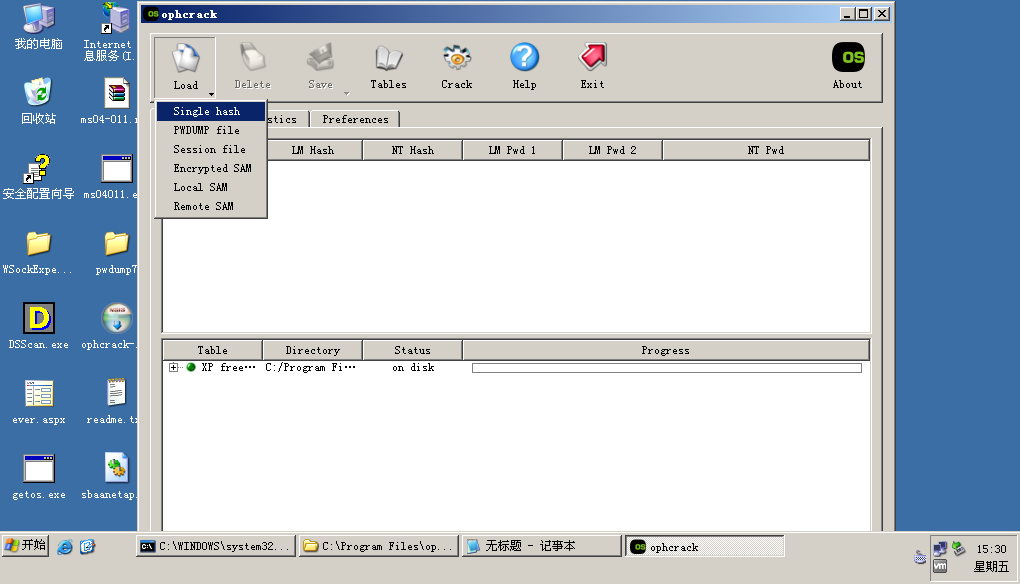 我的电脑
Internet
息服务(I.
回收站
ms04-011.r
安全配置向导
ms04011.e
WSockExpe...
pwdump7
DSScan.exe
ophcrack-.
ever.aspx
readme.tx
getos.exe
sbaanetap.
OS ophcrack
Load
Delete
Save
Tables
Crack
Help
Exit
OS
About
stics
Preferences
Single hash
PWDUMP file
Session file
Encrypted SAM
Local SAM
Remote SAM
LM Hash
NT Hash
LM Pwd 1
LM Pwd 2
NT Pwd
Table
Directory
Status
Progress
XP free···
C:/Program Fi···
on disk
开始
C:\WINDOWS\system32...
C:\Program Files\op...
无标题 - 记事本
OS ophcrack
vm
15:30
星期五